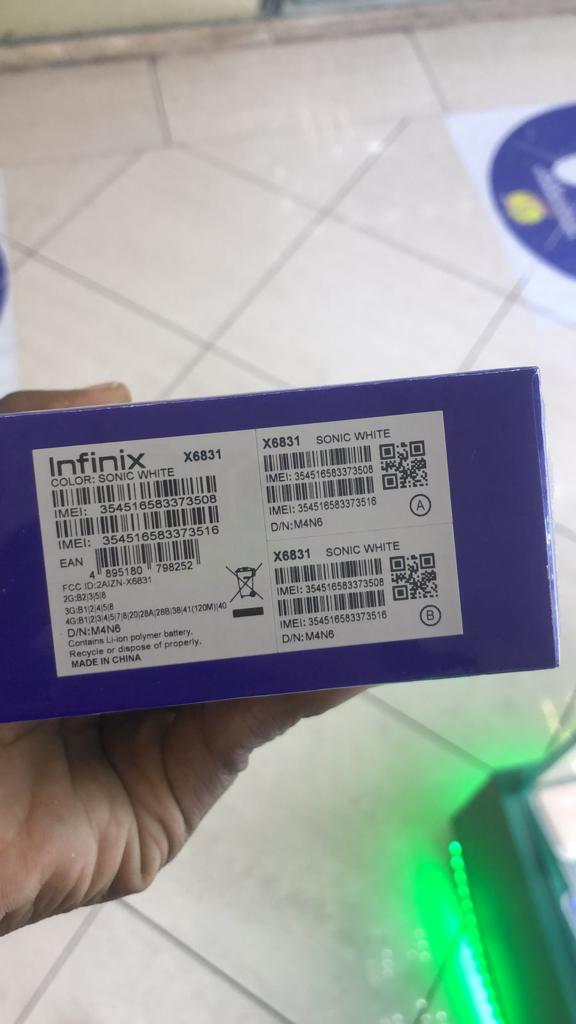 Infinix X6831
COLOR: SONIC WHITE
IMEI: 354516583373508
IMEI: 354516583373516
EAN
4 895180 798252
FCC ID:2AIZN-X6831
2G:B2|3|5|8
3G:B1|2|4|5|8
4G:B1|2|3|4|5|7|8|20|28A|28B|38|41(120M)|40
D/N:M4N6
Contains Li-ion polymer battery.
Recycle or dispose of properly.
MADE IN CHINA
X6831 SONIC WHITE
IMEI: 354516583373508
IMEI: 354516583373516
D/N:M4N6
A
X6831 SONIC WHITE
IMEI: 354516583373508
IMEI: 354516583373516
D/N:M4N6
B